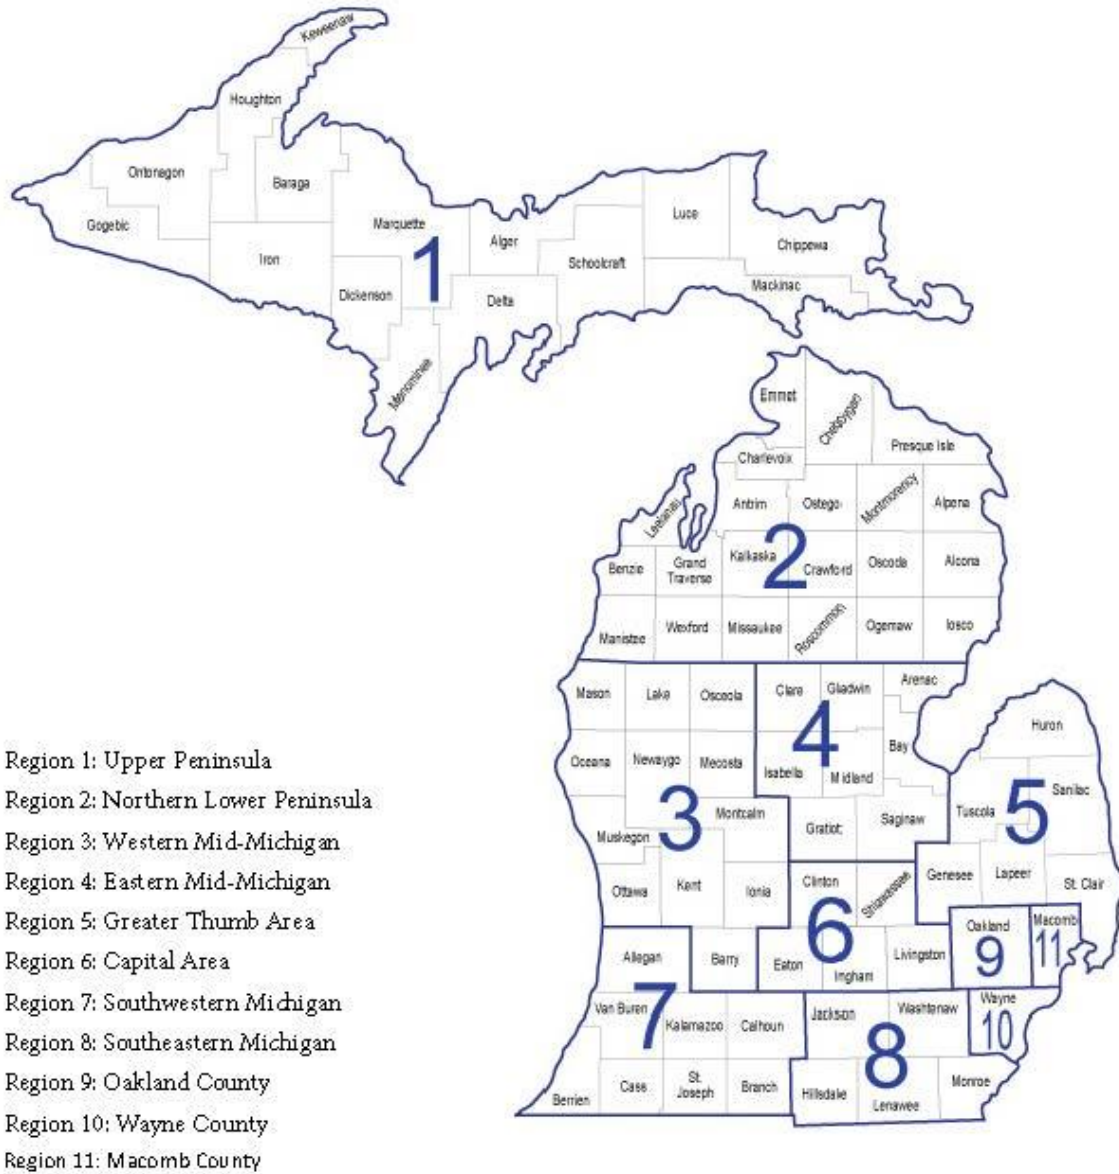 Keweenaw
Houghton
Ontonagon
Baraga
Gogebic
Marquette
Iron
1
Alger
Luce
Chippewa
Schoolcraft
Dickenson
Delta
Mackinac
Menominee
Emmet
Cheboygan
Presque Isle
Charlevoix
Leelanau
Antrim
Ostego
Montmorency
Alpena
2
Benzie
Grand
Traverse
Kalkaska
Crawford
Oscoda
Alcona
Manistee
Wexford
Missaukee
Roscommon
Ogemaw
Iosco
Mason
Lake
Osceola
Clare
Gladwin
Arenac
4
Huron
Oceana
Newaygo
Mecosta
Isabella
Midland
Bay
3
5
Sanilac
Tuscola
Muskegon
Montcalm
Gratiot
Saginaw
Ottawa
Kent
Ionia
Clinton
Shiawassee
Genesee
Lapeer
St. Clair
6
Allegan
Barry
Eaton
Ingham
Livingston
Oakland
9
Macomb
11
7
Van Buren
Kalamazoo
Calhoun
Jackson
Washtenaw
Wayne
10
8
Berrien
Cass
St.
Joseph
Branch
Hillsdale
Lenawee
Monroe
Region 1: Upper Peninsula
Region 2: Northern Lower Peninsula
Region 3: Western Mid-Michigan
Region 4: Eastern Mid-Michigan
Region 5: Greater Thumb Area
Region 6: Capital Area
Region 7: Southwestern Michigan
Region 8: Southeastern Michigan
Region 9: Oakland County
Region 10: Wayne County
Region 11: Macomb County